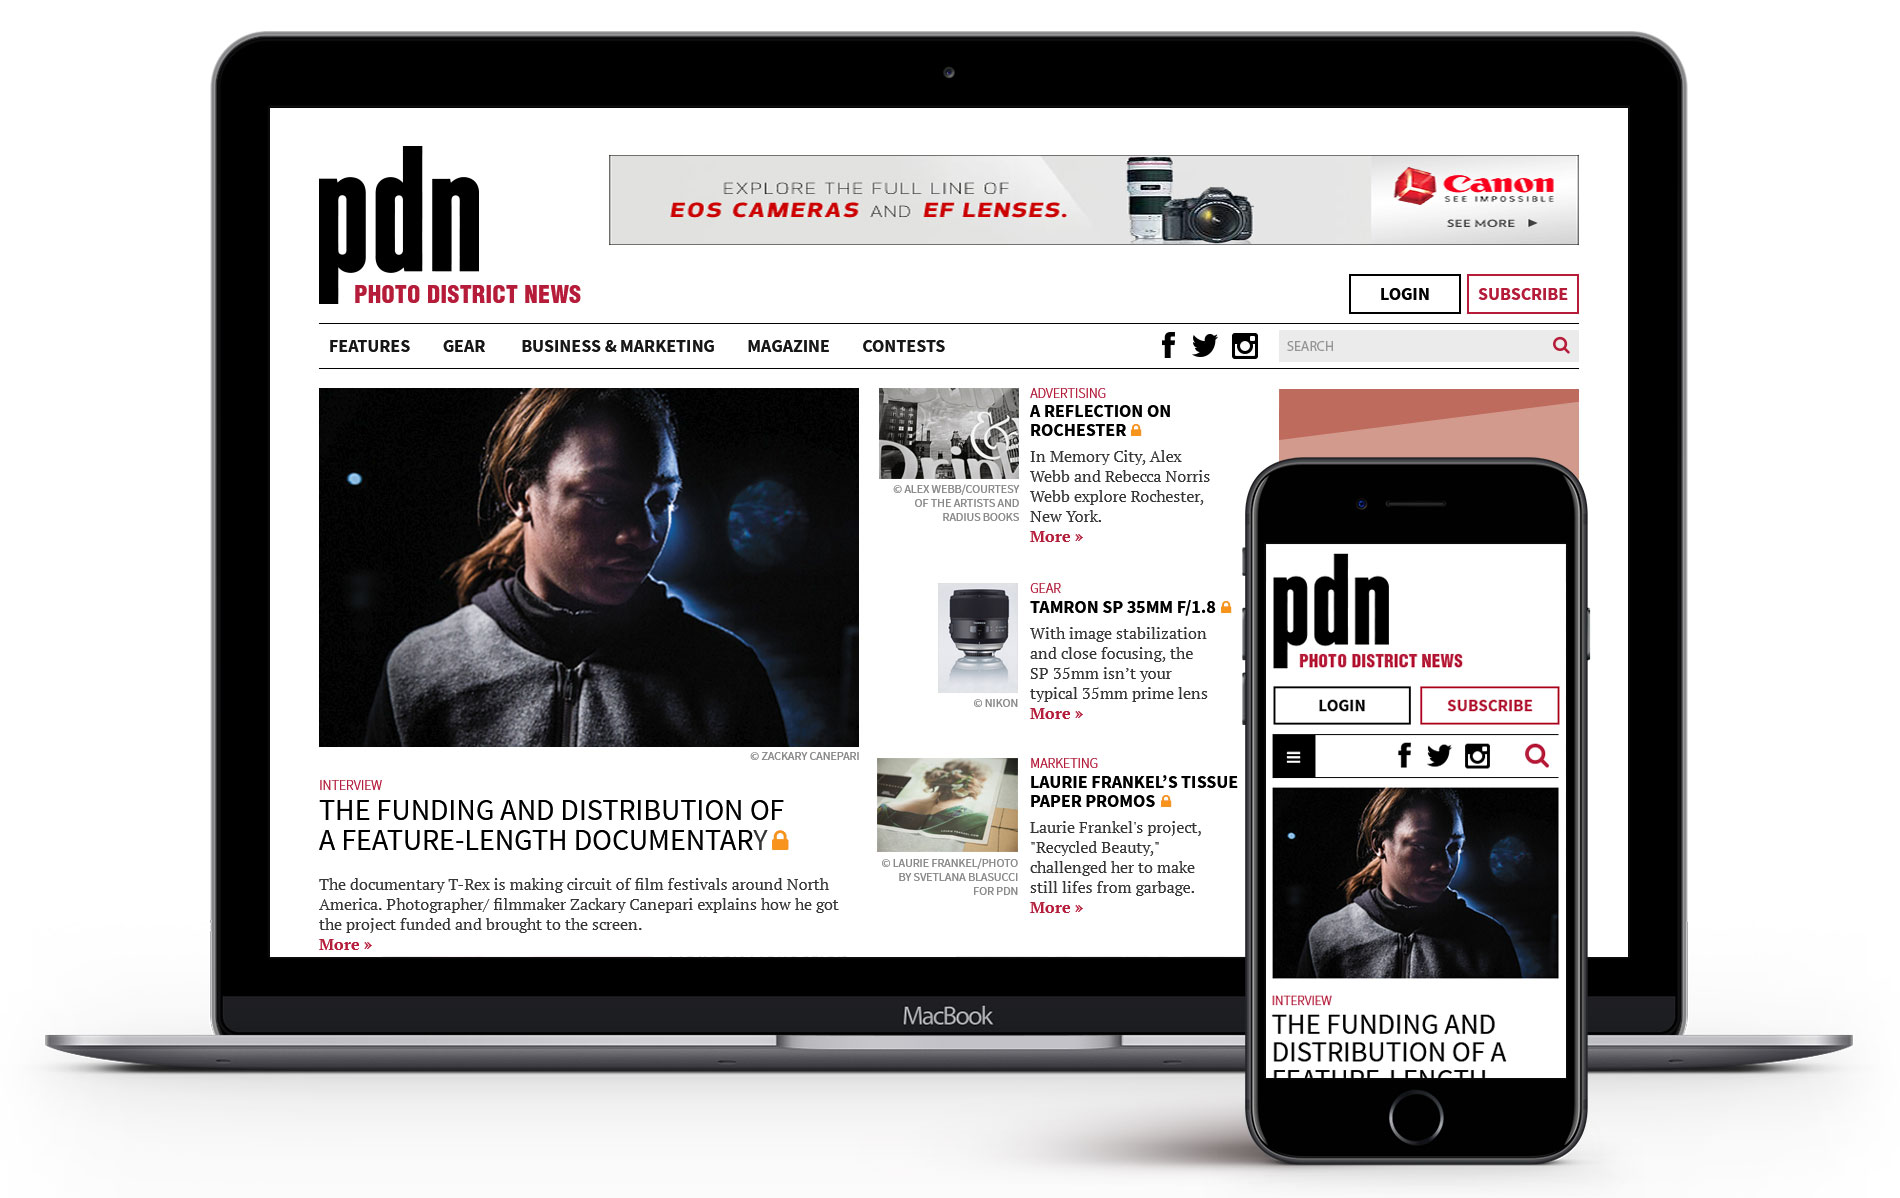 pdn
PHOTO DISTRICT NEWS
EXPLORE THE FULL LINE OF
EOS CAMERAS AND EF LENSES.
Canon
SEE IMPOSSIBLE
SEE MORE
LOGIN
SUBSCRIBE
FEATURES GEAR BUSINESS & MARKETING MAGAZINE CONTESTS
SEARCH
© ZACKARY CANEPARI
INTERVIEW
THE FUNDING AND DISTRIBUTION OF
A FEATURE-LENGTH DOCUMENTARY
The documentary T-Rex is making circuit of film festivals around North
America. Photographer/ filmmaker Zackary Canepari explains how he got
the project funded and brought to the screen.
More »
© ALEX WEBB/COURTESY
OF THE ARTISTS AND
RADIUS BOOKS
ADVERTISING
A REFLECTION ON
ROCHESTER
In Memory City, Alex
Webb and Rebecca Norris
Webb explore Rochester,
New York.
More »
© NIKON
GEAR
TAMRON SP 35MM F/1.8
With image stabilization
and close focusing, the
SP 35mm isn’t your
typical 35mm prime lens
More »
© LAURIE FRANKEL/PHOTO
BY SVETLANA BLASUCCI
FOR PDN
MARKETING
LAURIE FRANKEL’S TISSUE
PAPER PROMOS
Laurie Frankel's project,
"Recycled Beauty,"
challenged her to make
still lifes from garbage.
More »
MacBook
pdn
PHOTO DISTRICT NEWS
LOGIN
SUBSCRIBE
INTERVIEW
THE FUNDING AND
DISTRIBUTION OF A
FEATURE-LENGTH